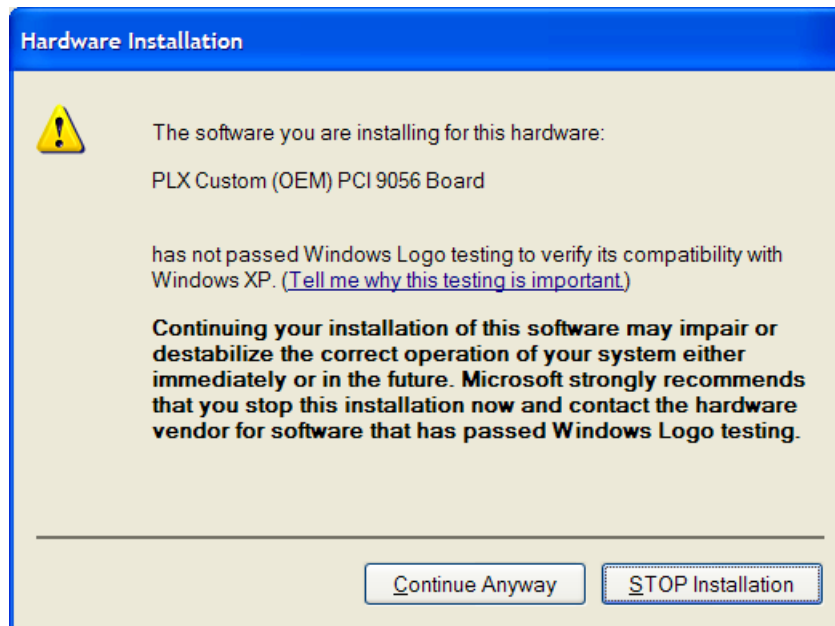 Hardware Installation
The software you are installing for this hardware:
PLX Custom (OEM) PCI 9056 Board
has not passed Windows Logo testing to verify its compatibility with
Windows XP. (Tell me why this testing is important.)
Continuing your installation of this software may impair or
destabilize the correct operation of your system either
immediately or in the future. Microsoft strongly recommends
that you stop this installation now and contact the hardware
vendor for software that has passed Windows Logo testing.
Continue Anyway
STOP Installation